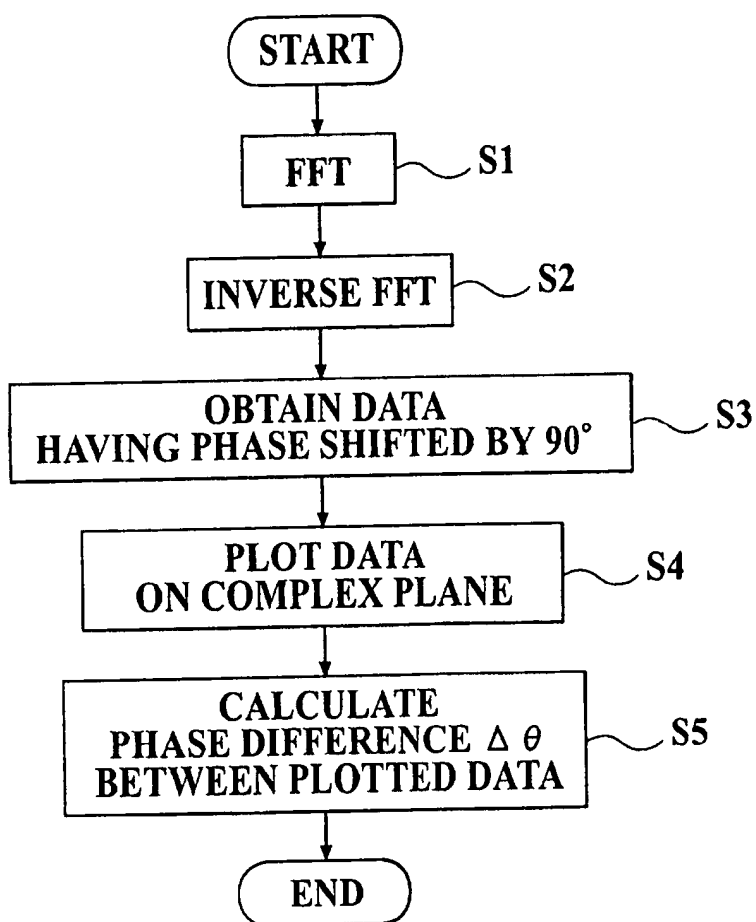 START
FFT
S1
INVERSE FFT
S2
OBTAIN DATA
HAVING PHASE SHIFTED BY 90°
S3
PLOT DATA
ON COMPLEX PLANE
S4
CALCULATE
PHASE DIFFERENCE Δ θ
BETWEEN PLOTTED DATA
S5
END